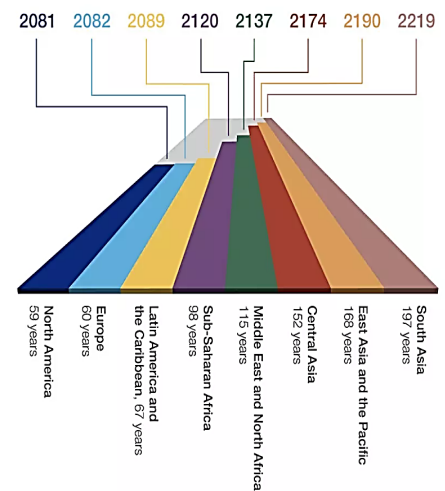 2081 2082 2089 2120 2137 2174 2190 2219
North America
59 years
Europe
60 years
Latin America and
the Caribbean, 67 years
Sub-Saharan Africa
98 years
Middle East and North Africa
115 years
Central Asia
152 years
East Asia and the Pacific
168 years
South Asia
197 years